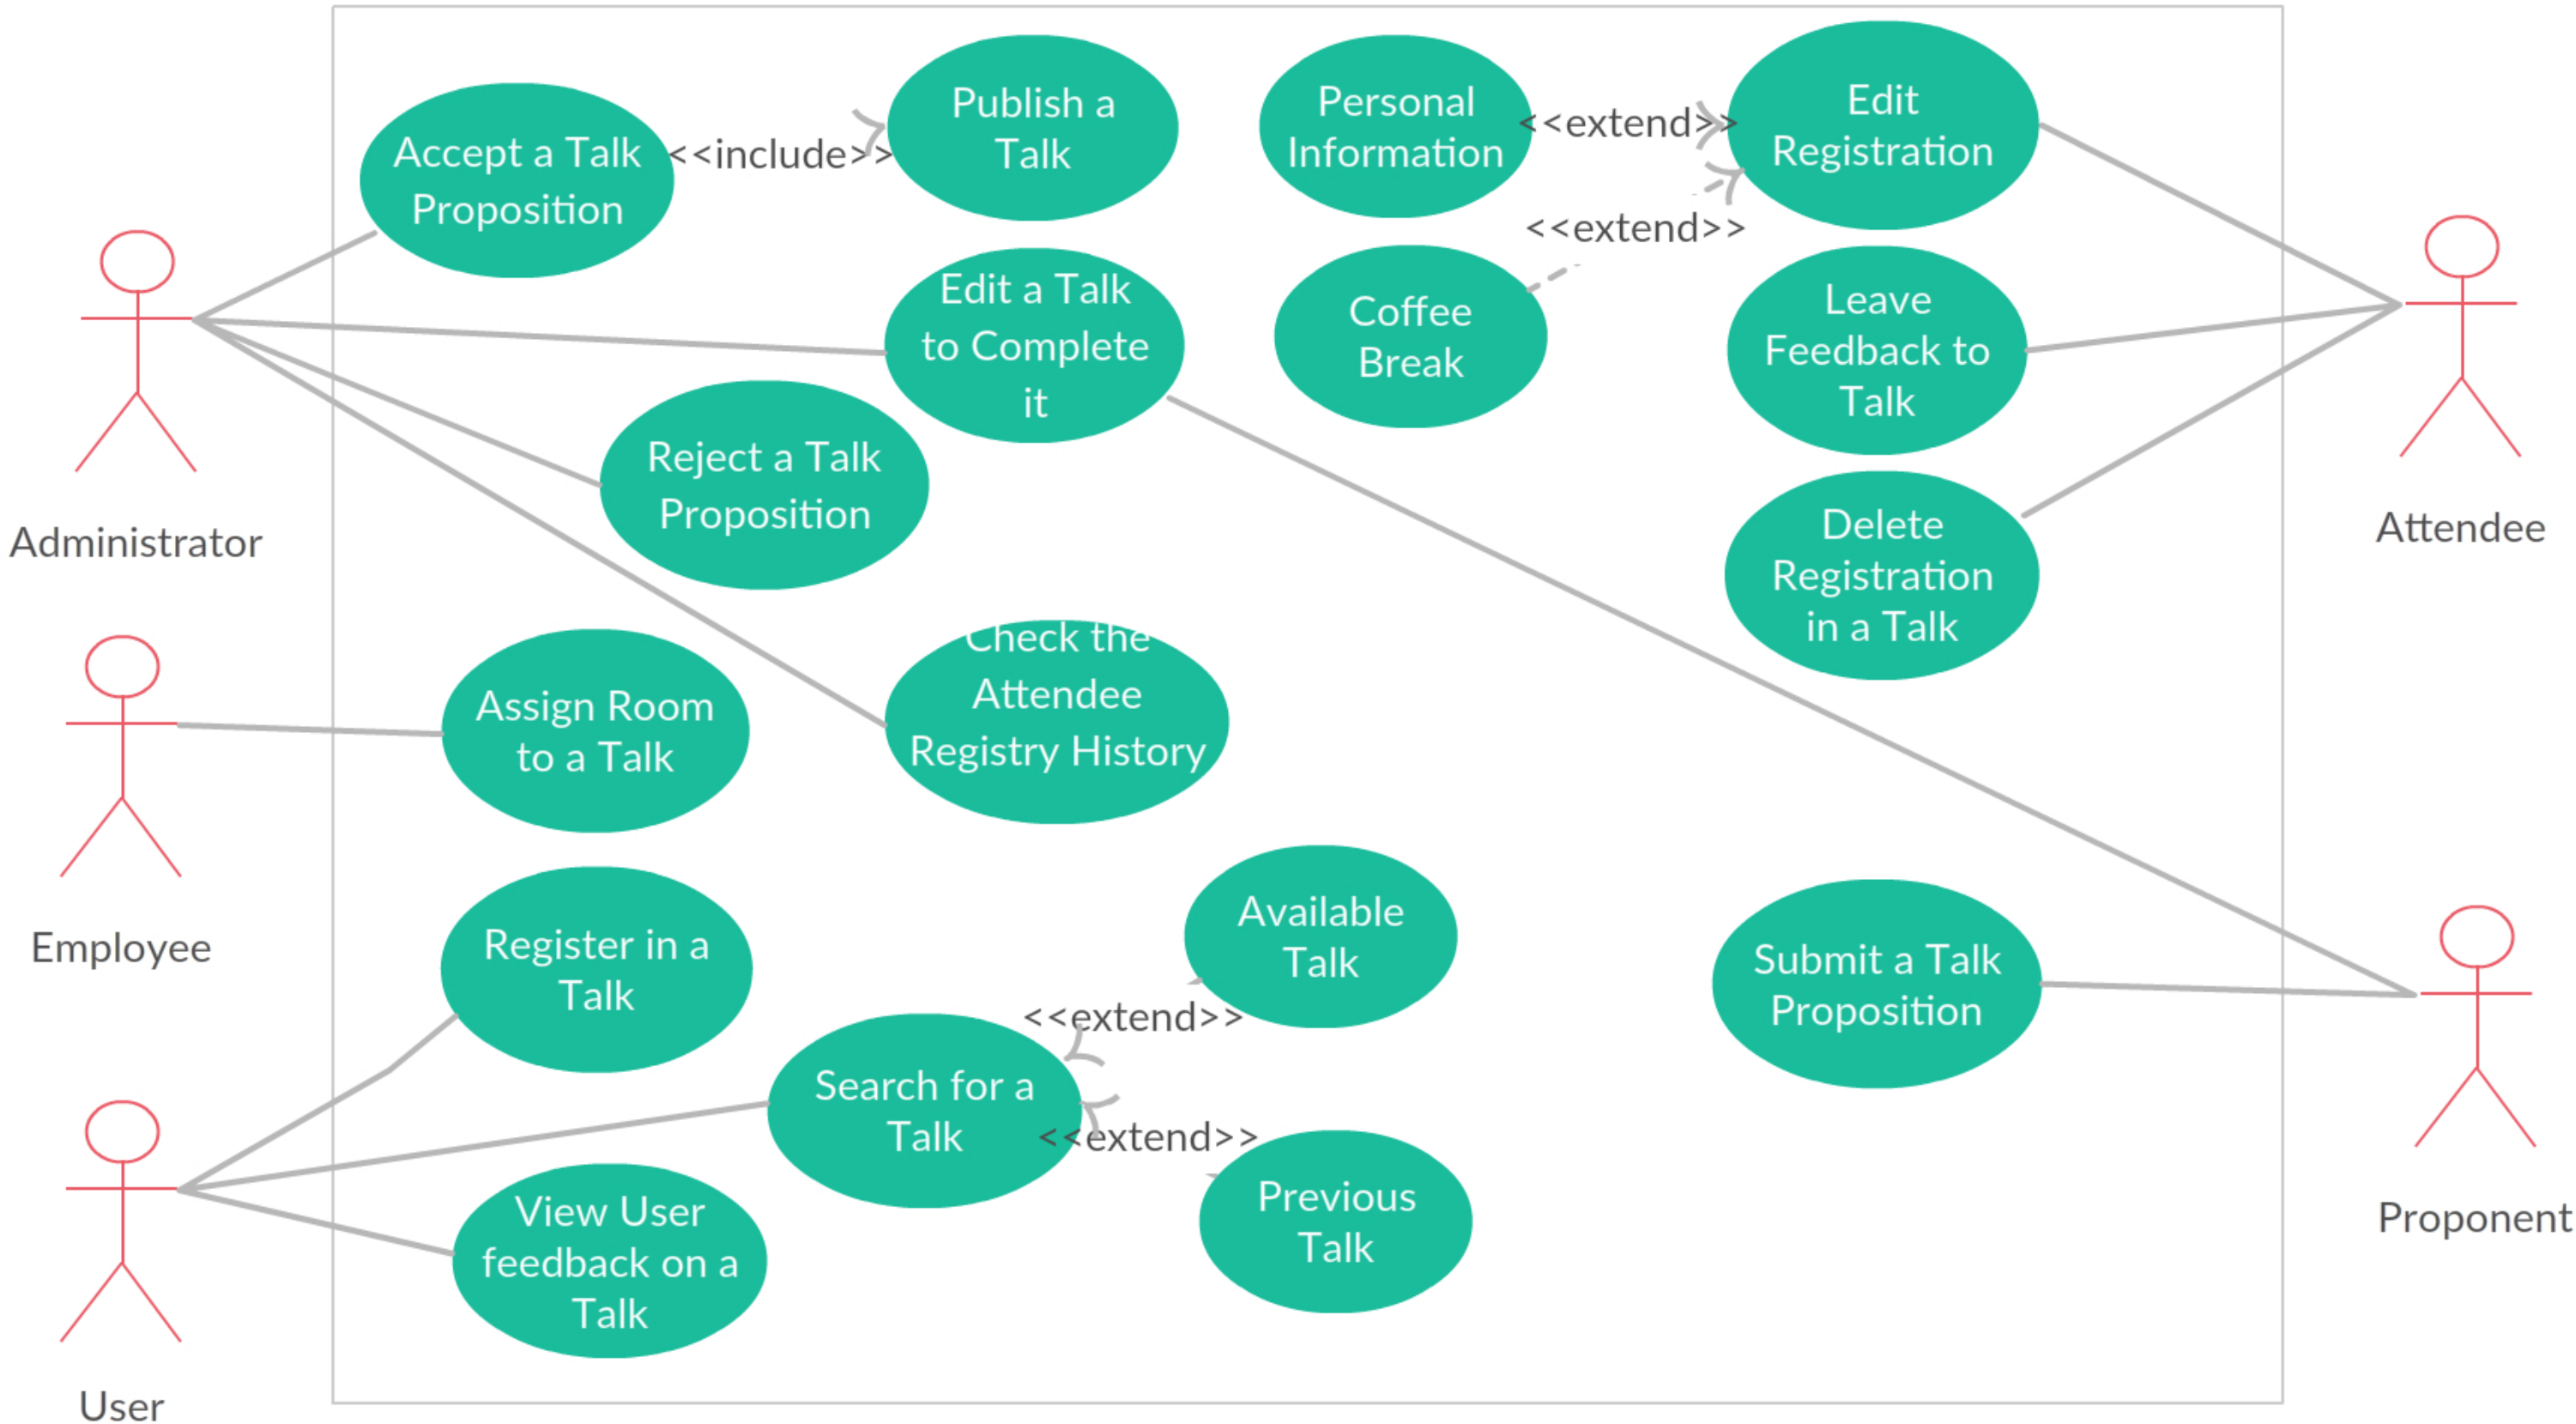 Accept a Talk
Proposition
<<include>>
Publish a
Talk
Personal
Information
<<extend>>
Edit
Registration
<<extend>>
Coffee
Break
Edit a Talk
to Complete
it
Leave
Feedback to
Talk
Reject a Talk
Proposition
Administrator
Attendee
Delete
Registration
in a Talk
Check the
Attendee
Registry History
Assign Room
to a Talk
Employee
Register in a
Talk
Available
Talk
<<extend>>
Submit a Talk
Proposition
Search for a
Talk
<<extend>>
Previous
Talk
Proponent
View User
feedback on a
Talk
User